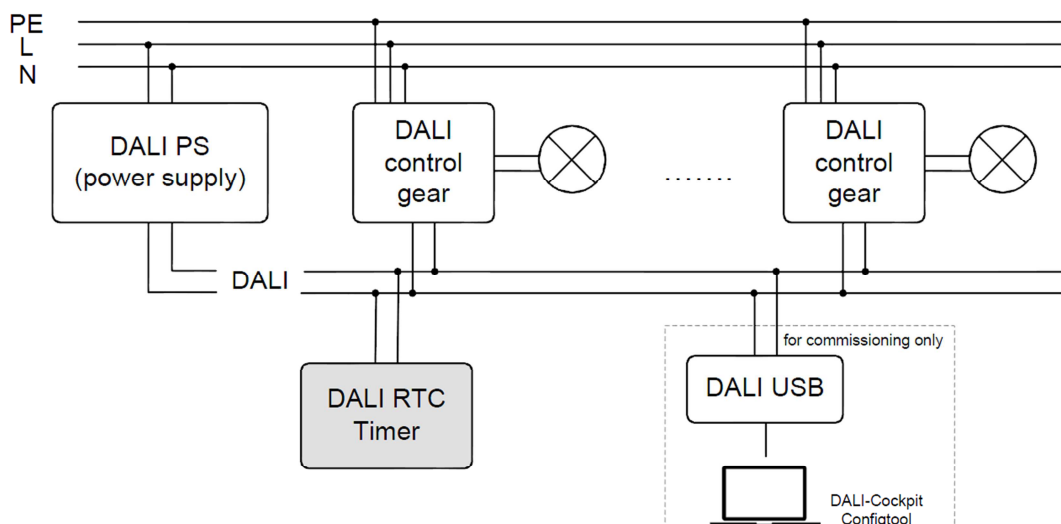 PE
L
N
DALI PS
(power supply)
DALI
control
gear
.......
DALI
control
gear
DALI
for commissioning only
DALI RTC
Timer
DALI USB
DALI-Cockpit
Configtool